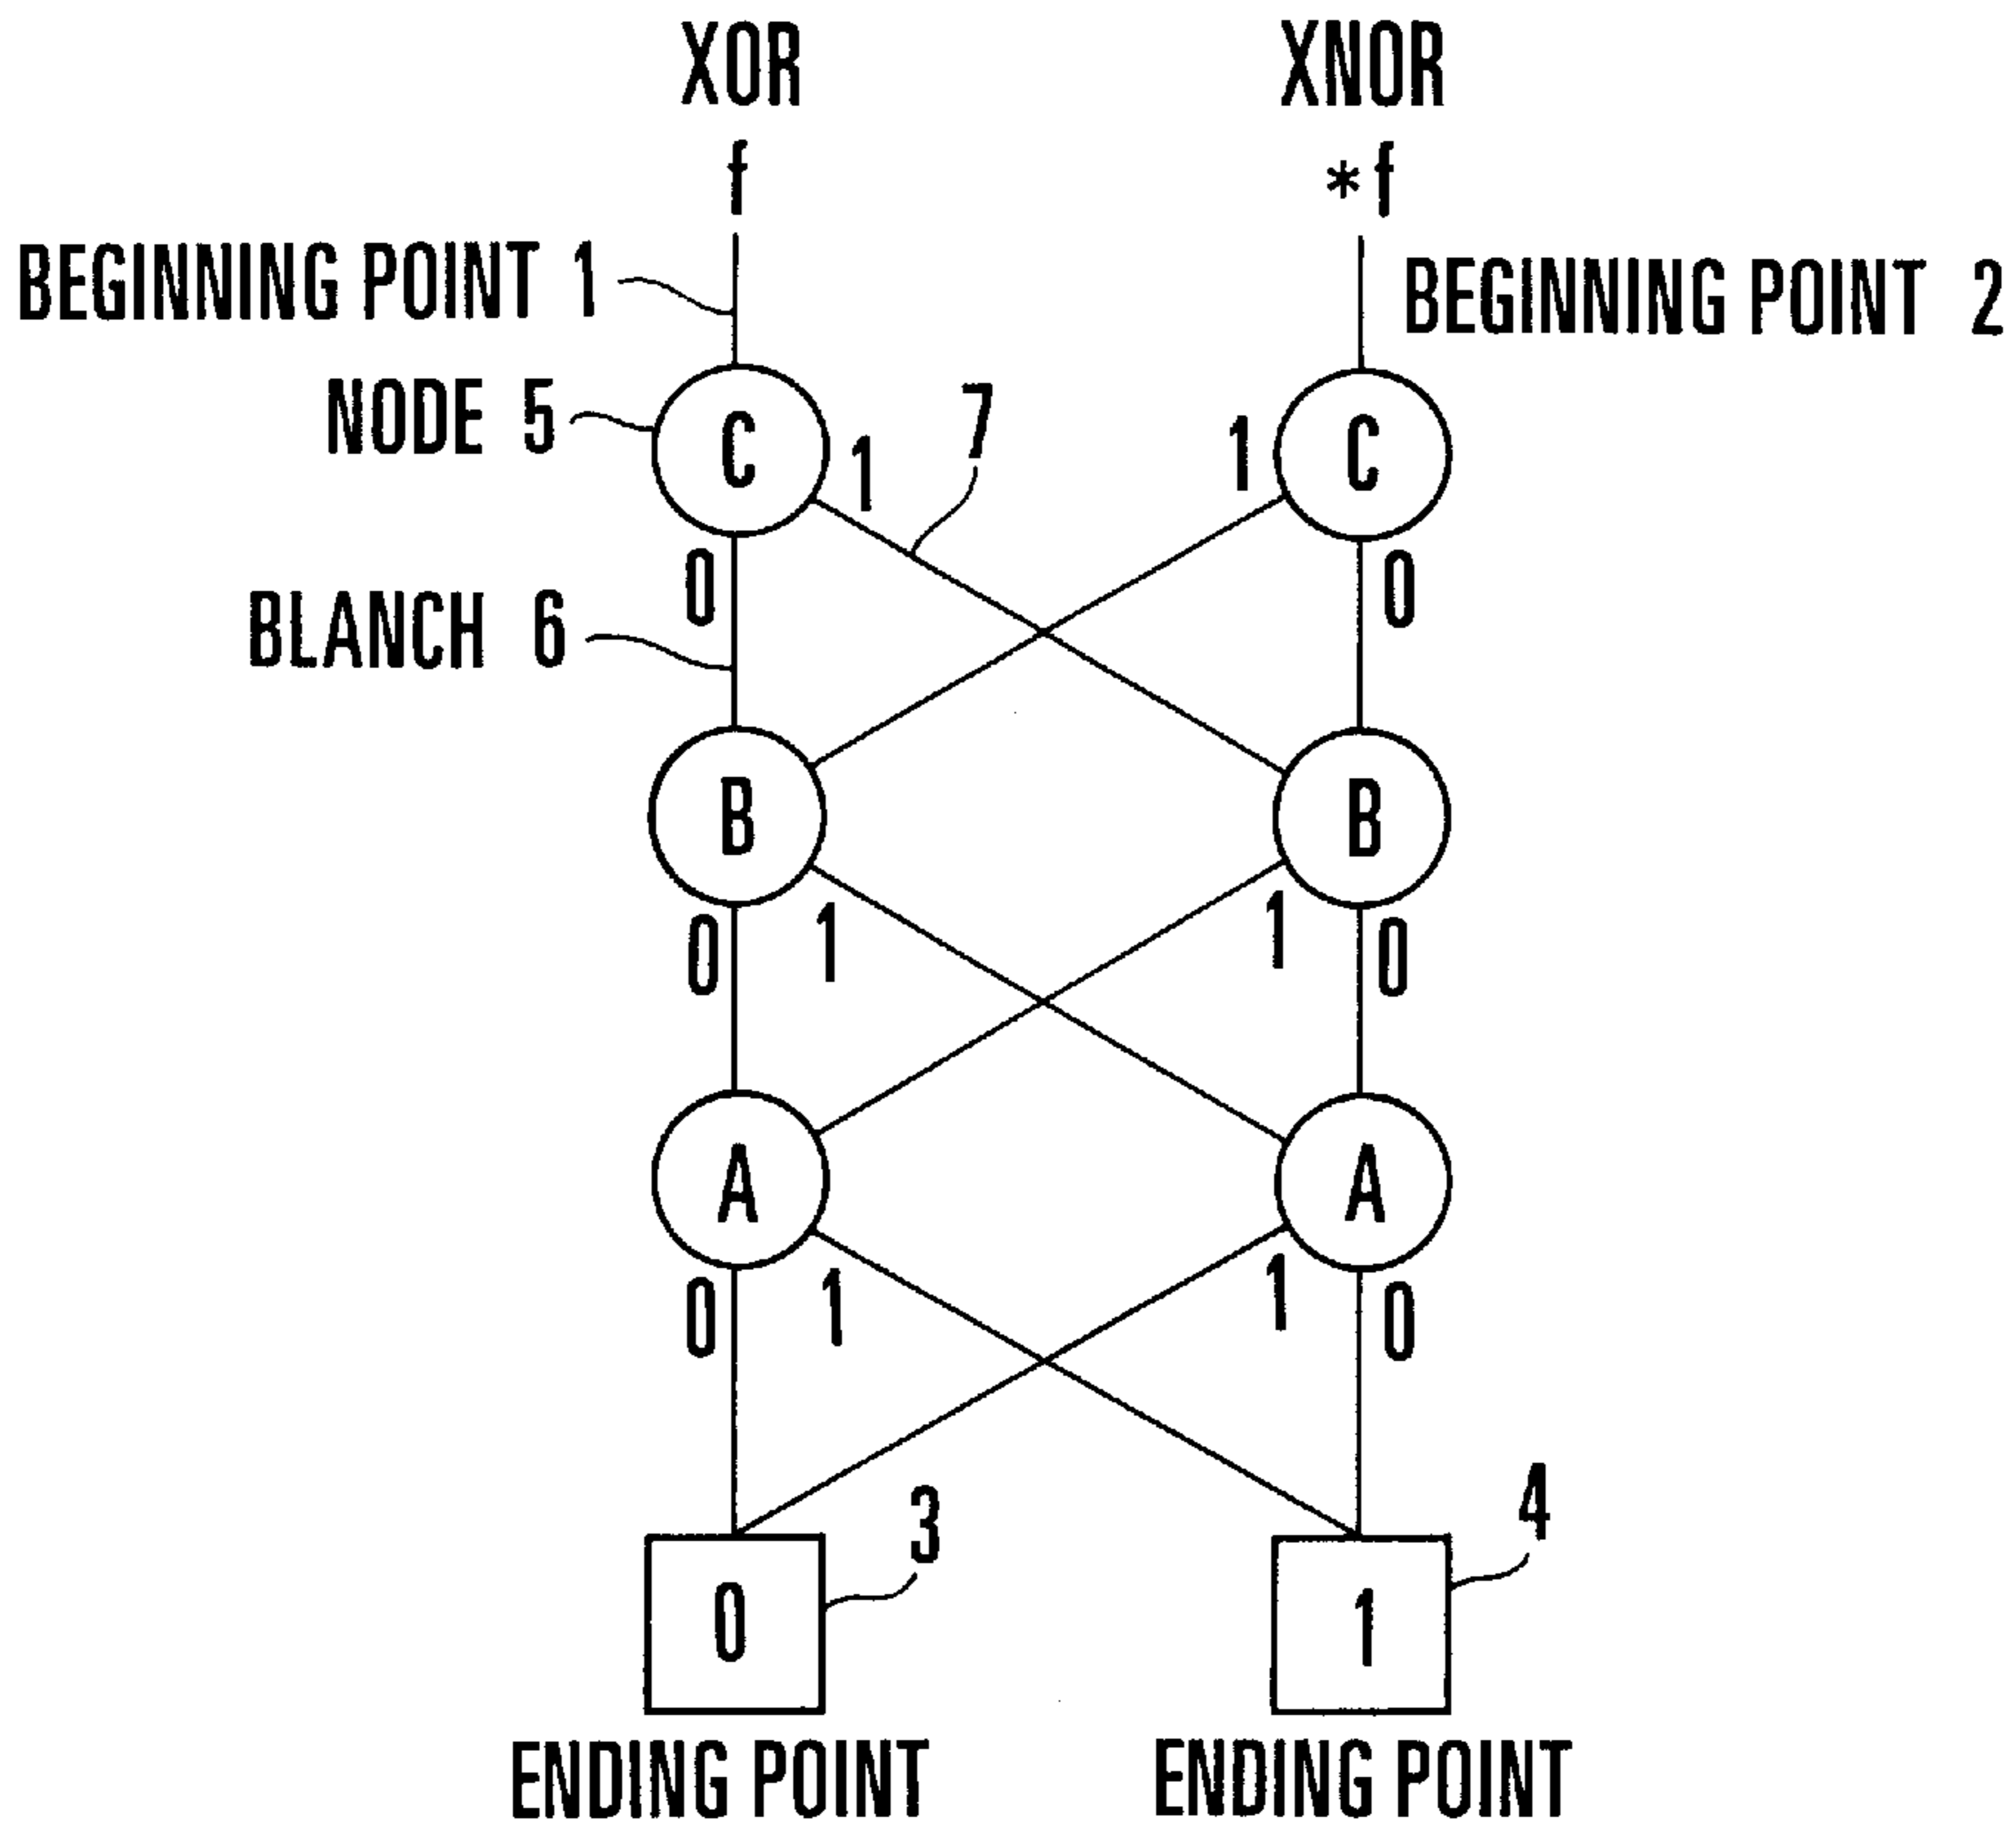 XOR
XNOR
f
*f
BEGINNING POINT 1
BEGINNING POINT 2
NODE 5
C
1
7
1
C
0
0
BLANCH 6
B
B
0
1
1
0
A
A
0
1
1
0
3
4
0
1
ENDING POINT
ENDING POINT